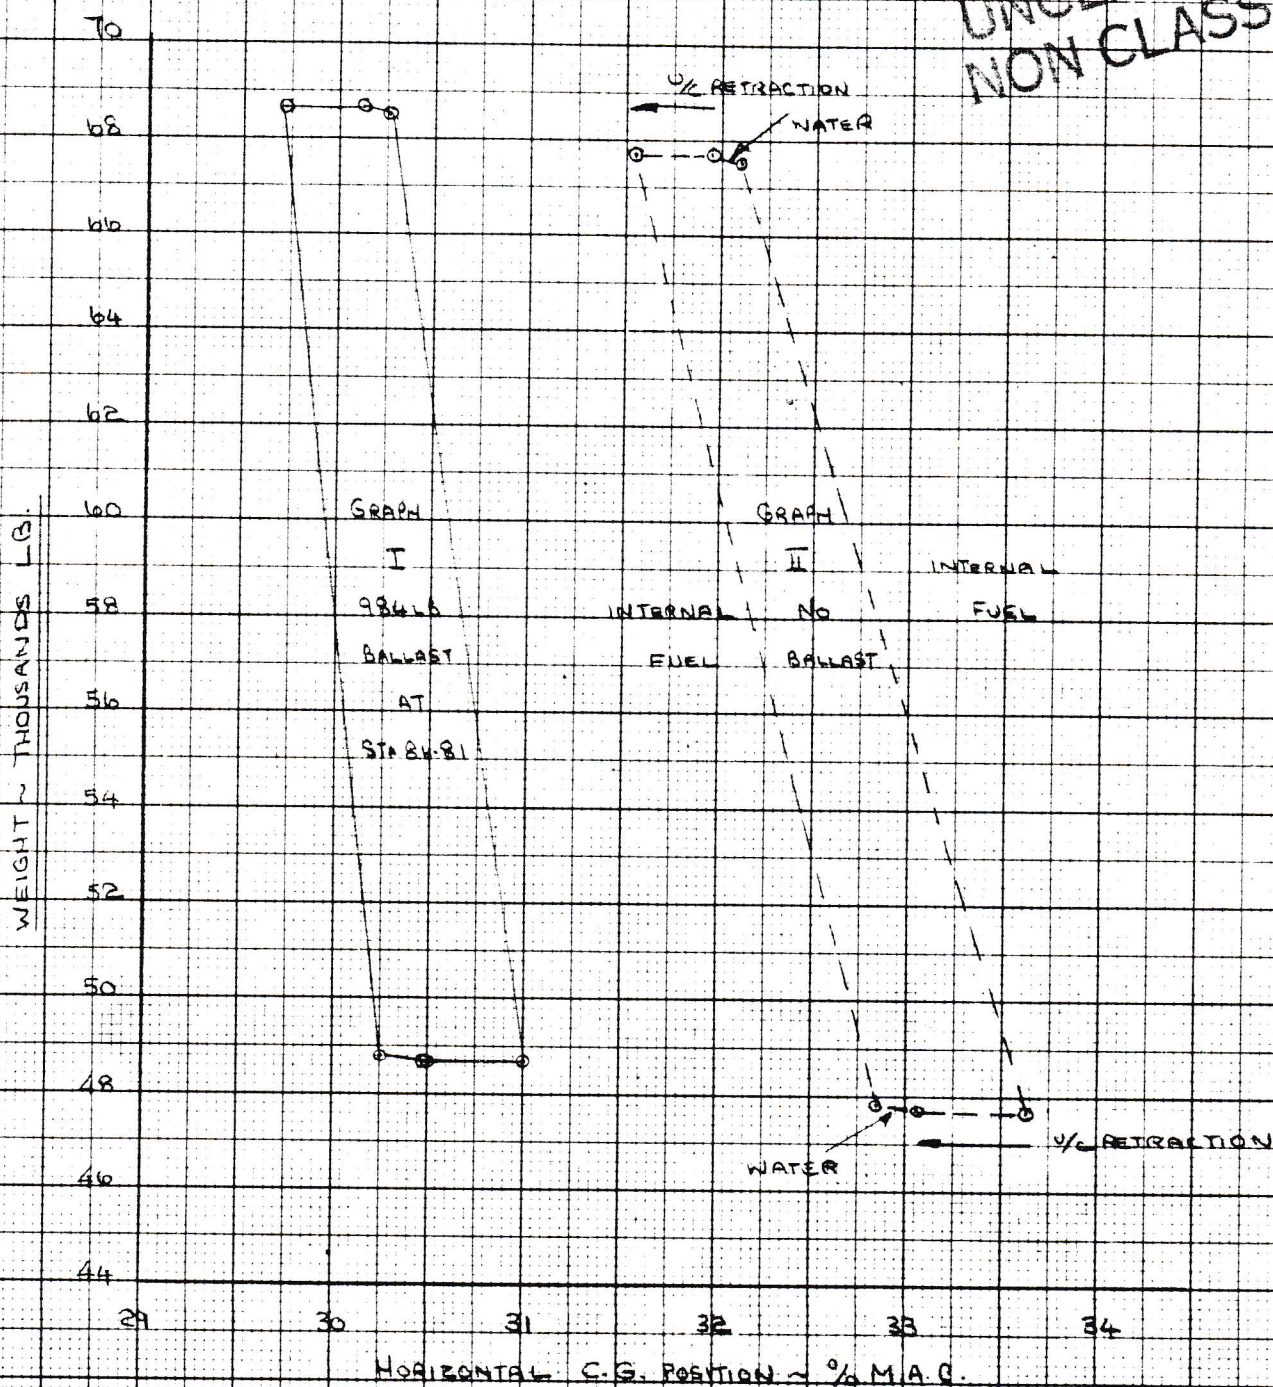 NON CLASS
70
68
66
64
62
60
58
56
54
52
50
48
46
44
WEIGHT ~ THOUSANDS LB.
U/C RETRACTION
WATER
GRAPH
I
984 LB
BALLAST
AT
STA 86.81
INTERNAL
FUEL
GRAPH
II
NO
BALLAST
INTERNAL
FUEL
WATER
U/C RETRACTION
29 30 31 32 33 34
HORIZONTAL C.G. POSITION ~ % M.A.C.